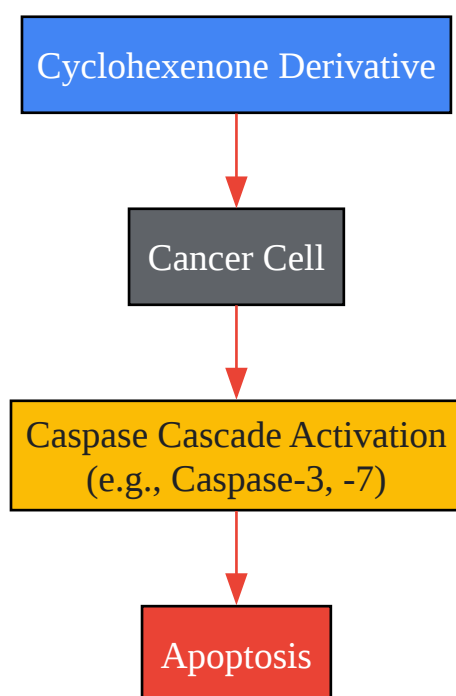 Cyclohexenone Derivative
Cancer Cell
Caspase Cascade Activation
(e.g., Caspase-3, -7)
Apoptosis